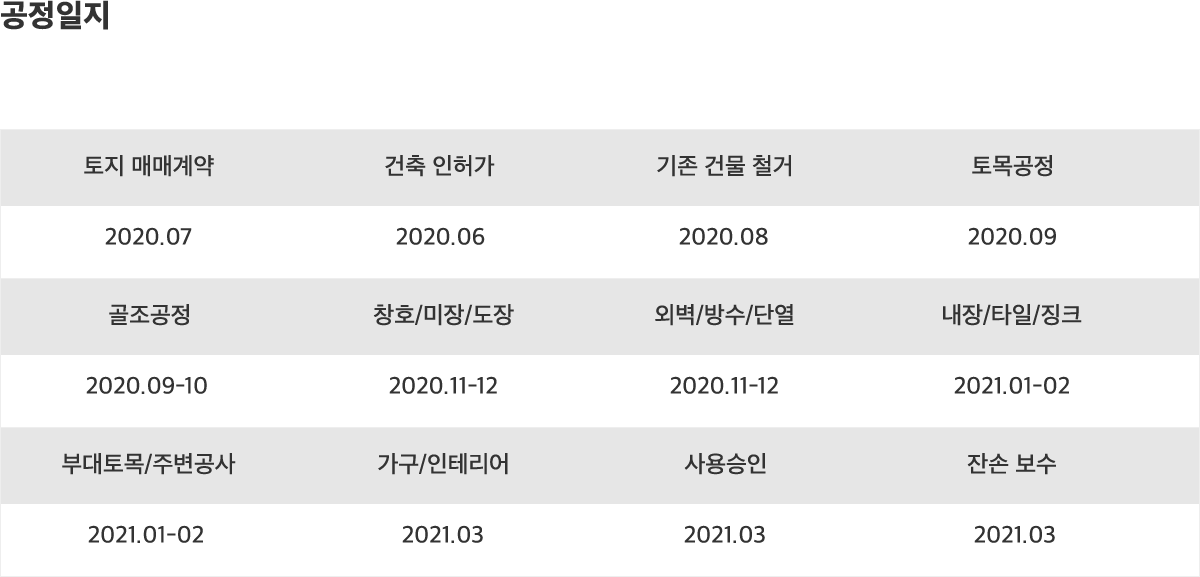 공정일지
토지 매매계약 건축 인허가 기존 건물 철거 토목공정
2020.07 2020.06 2020.08 2020.09
골조공정 창호/미장/도장 외벽/방수/단열 내장/타일/징크
2020.09-10 2020.11-12 2020.11-12 2021.01-02
부대토목/주변공사 가구/인테리어 사용승인 잔손 보수
2021.01-02 2021.03 2021.03 2021.03